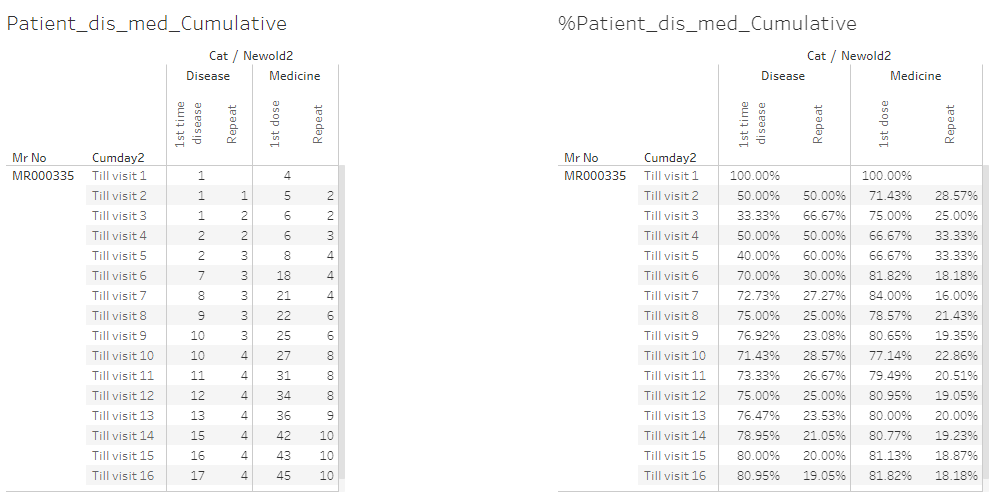 Patient_dis_med_Cumulative
Cat / Newold2
Disease Medicine
1st time disease Repeat 1st dose Repeat
Mr No Cumday2
MR000335 Till visit 1 1 4
Till visit 2 1 1 5 2
Till visit 3 1 2 6 2
Till visit 4 2 2 6 3
Till visit 5 2 3 8 4
Till visit 6 7 3 18 4
Till visit 7 8 3 21 4
Till visit 8 9 3 22 6
Till visit 9 10 3 25 6
Till visit 10 10 4 27 8
Till visit 11 11 4 31 8
Till visit 12 12 4 34 8
Till visit 13 13 4 36 9
Till visit 14 15 4 42 10
Till visit 15 16 4 43 10
Till visit 16 17 4 45 10
%Patient_dis_med_Cumulative
Cat / Newold2
Disease Medicine
1st time disease Repeat 1st dose Repeat
Mr No Cumday2
MR000335 Till visit 1 100.00% 100.00%
Till visit 2 50.00% 50.00% 71.43% 28.57%
Till visit 3 33.33% 66.67% 75.00% 25.00%
Till visit 4 50.00% 50.00% 66.67% 33.33%
Till visit 5 40.00% 60.00% 66.67% 33.33%
Till visit 6 70.00% 30.00% 81.82% 18.18%
Till visit 7 72.73% 27.27% 84.00% 16.00%
Till visit 8 75.00% 25.00% 78.57% 21.43%
Till visit 9 76.92% 23.08% 80.65% 19.35%
Till visit 10 71.43% 28.57% 77.14% 22.86%
Till visit 11 73.33% 26.67% 79.49% 20.51%
Till visit 12 75.00% 25.00% 80.95% 19.05%
Till visit 13 76.47% 23.53% 80.00% 20.00%
Till visit 14 78.95% 21.05% 80.77% 19.23%
Till visit 15 80.00% 20.00% 81.13% 18.87%
Till visit 16 80.95% 19.05% 81.82% 18.18%